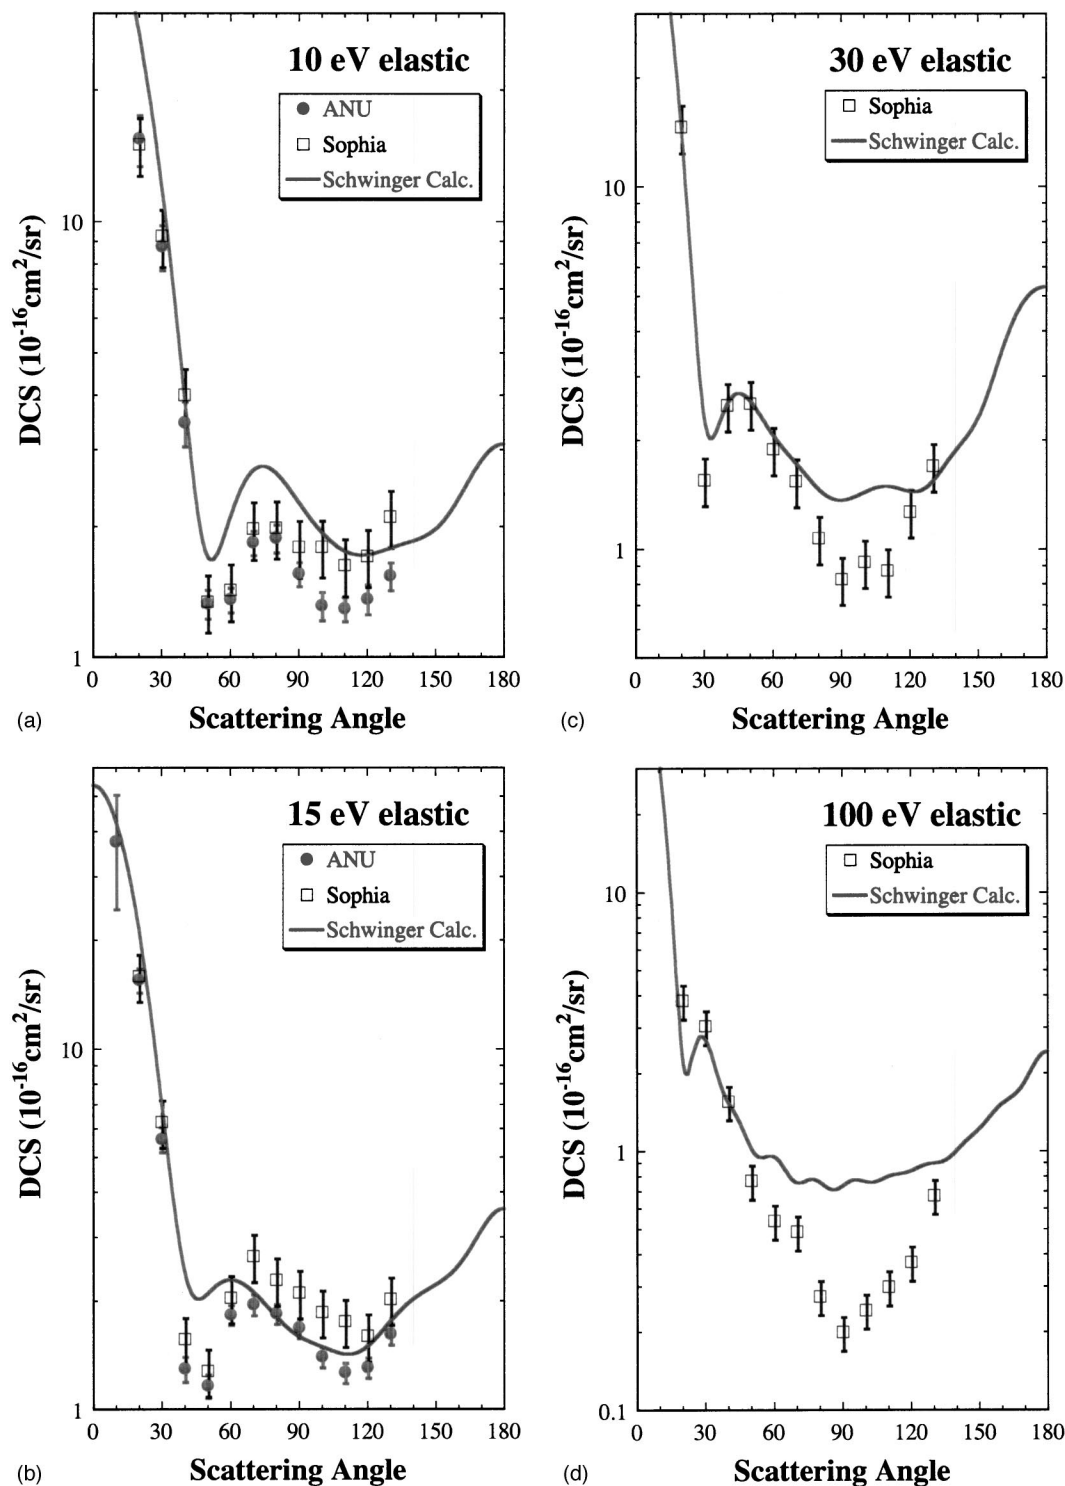 10 eV elastic
ANU
Sophia
Schwinger Calc.
DCS (10-16cm2/sr)
10
1
0 30 60 90 120 150 180
(a) Scattering Angle
30 eV elastic
Sophia
Schwinger Calc.
DCS (10-16cm2/sr)
10
1
0 30 60 90 120 150 180
(c) Scattering Angle
15 eV elastic
ANU
Sophia
Schwinger Calc.
DCS (10-16cm2/sr)
10
1
0 30 60 90 120 150 180
(b) Scattering Angle
100 eV elastic
Sophia
Schwinger Calc.
DCS (10-16cm2/sr)
10
1
0.1
0 30 60 90 120 150 180
(d) Scattering Angle